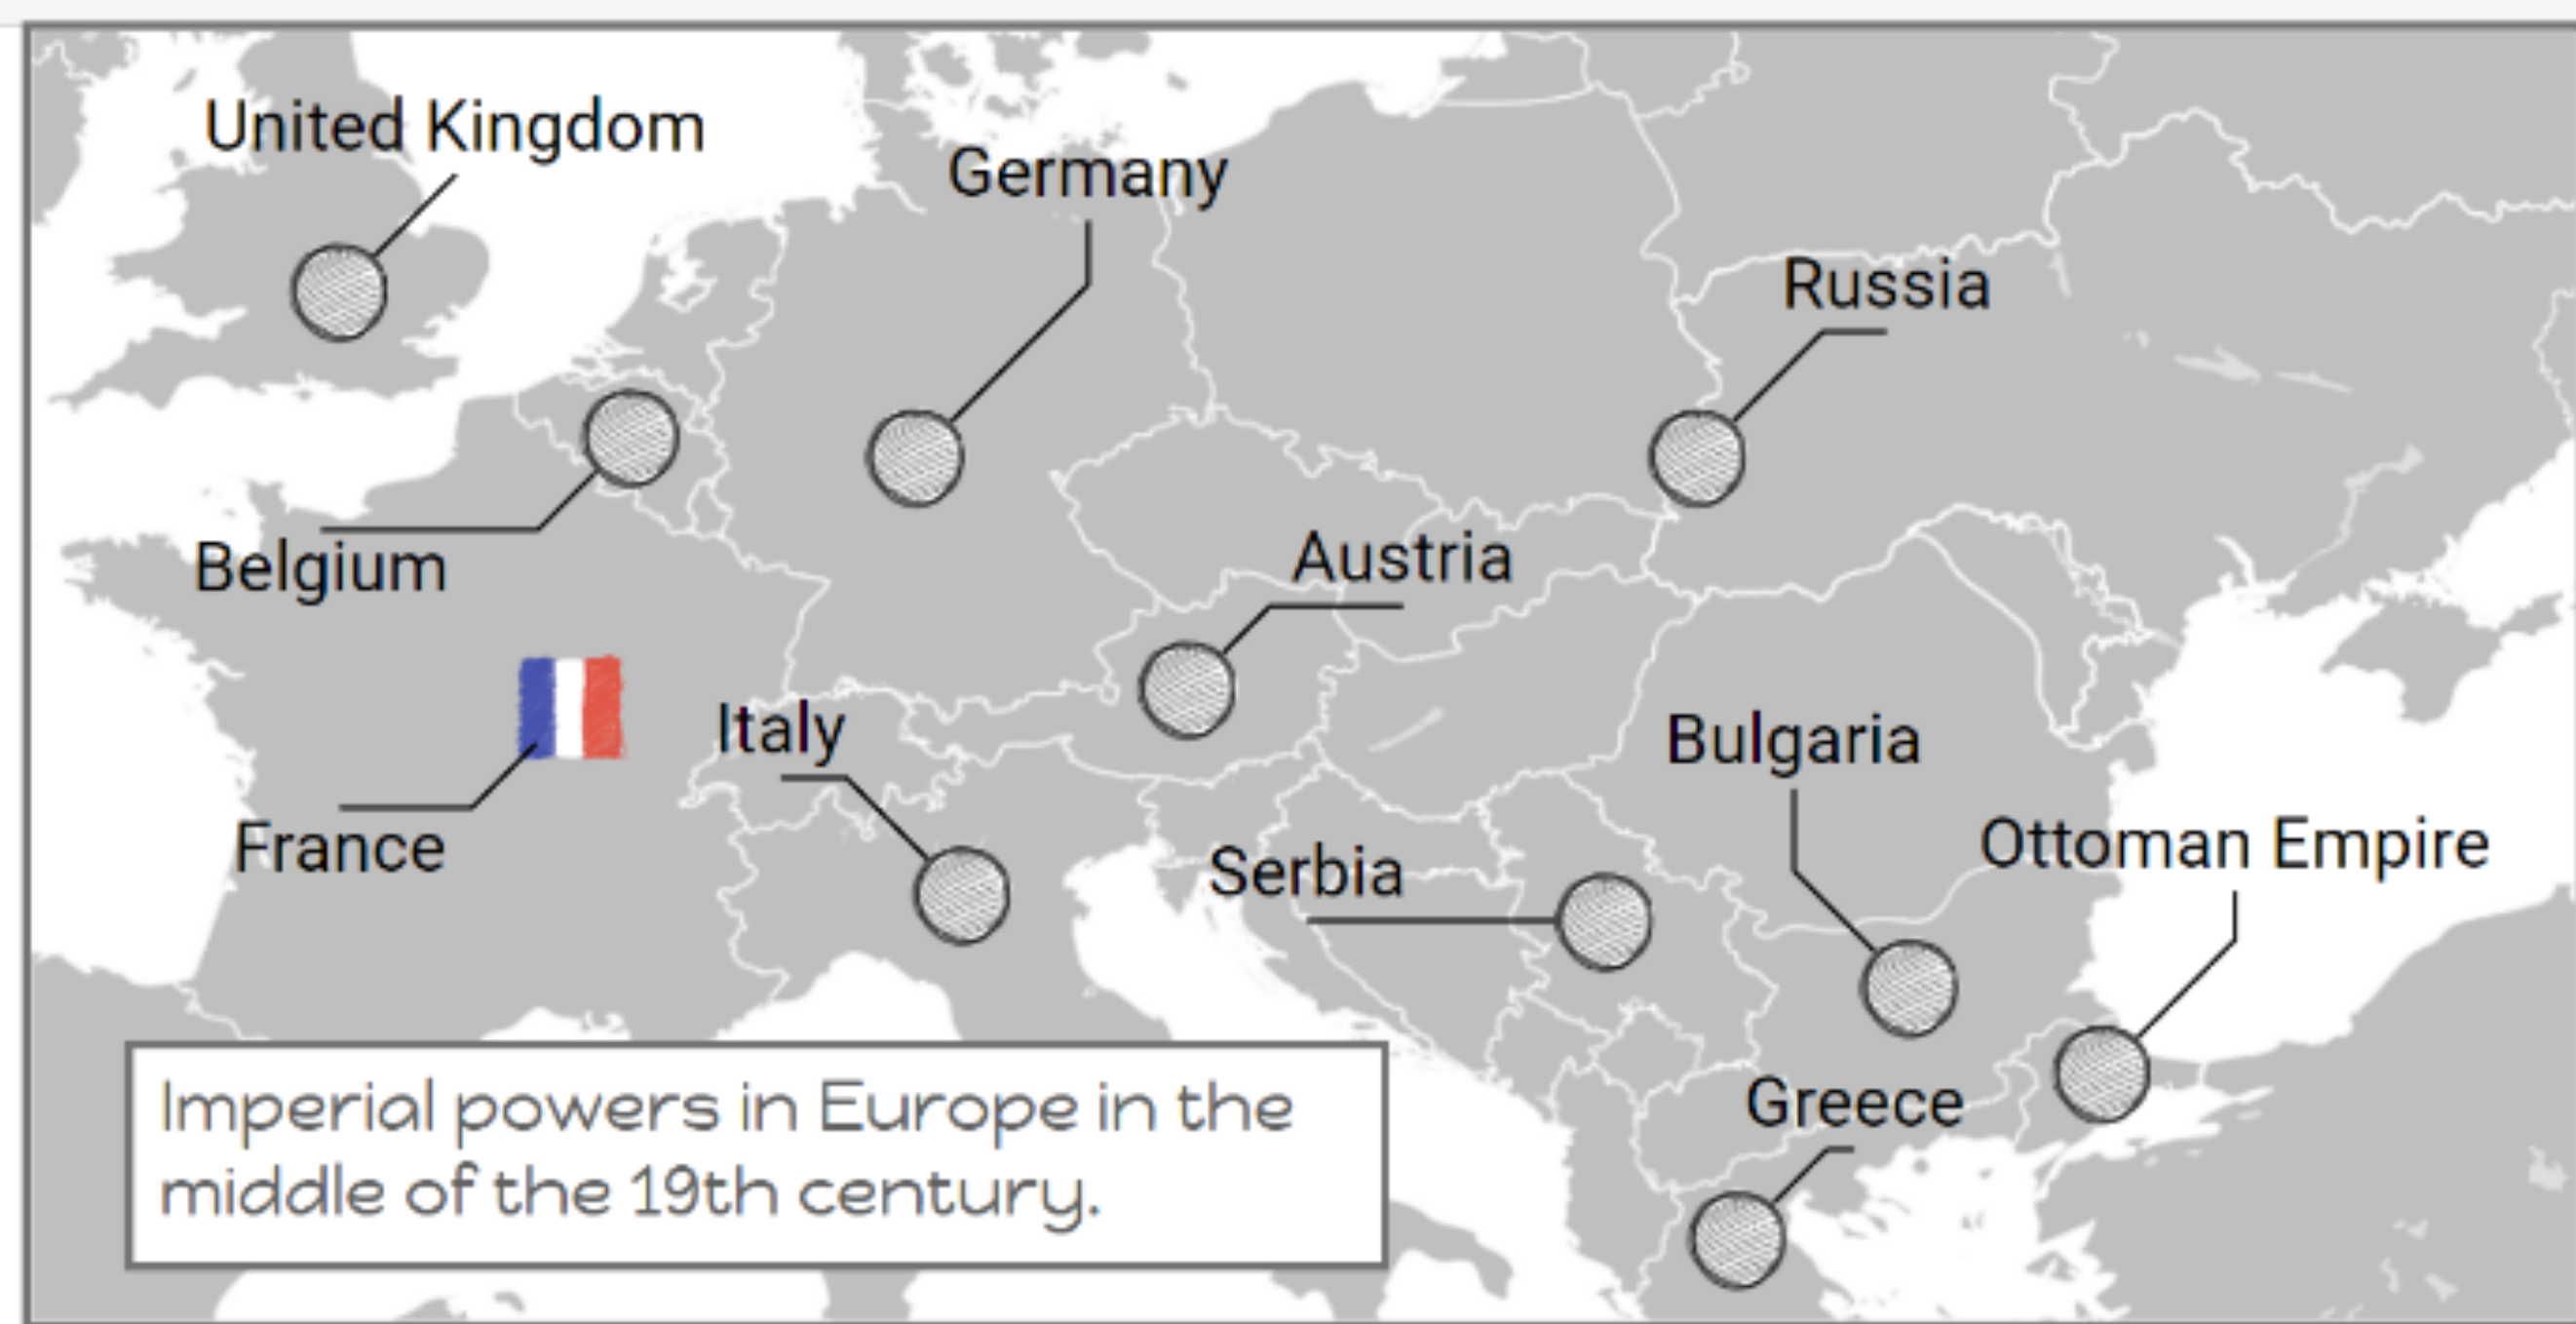 United Kingdom
Germany
Russia
Belgium
Austria
Italy
Bulgaria
France
Serbia
Ottoman Empire
Greece
Imperial powers in Europe in the
middle of the 19th century.